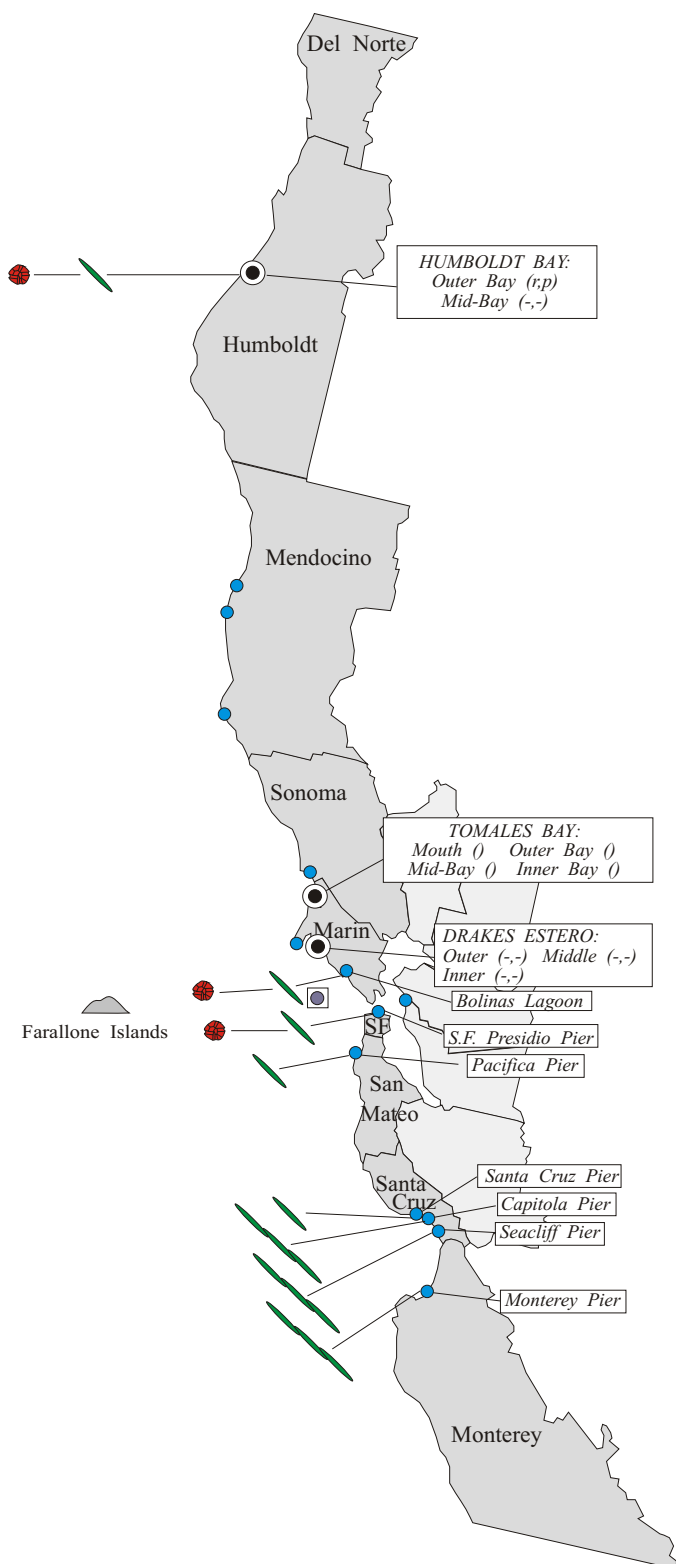 Del Norte
HUMBOLDT BAY:
Outer Bay (r,p)
Mid-Bay (-,-)
Humboldt
Mendocino
Sonoma
TOMALES BAY:
Mouth () Outer Bay ()
Mid-Bay () Inner Bay ()
Marin
DRAKES ESTERO:
Outer (-,-) Middle (-,-)
Inner (-,-)
Bolinas Lagoon
Farallone Islands
SF
S.F. Presidio Pier
Pacifica Pier
San
Mateo
Santa
Cruz
Santa Cruz Pier
Capitola Pier
Seacliff Pier
Monterey Pier
Monterey